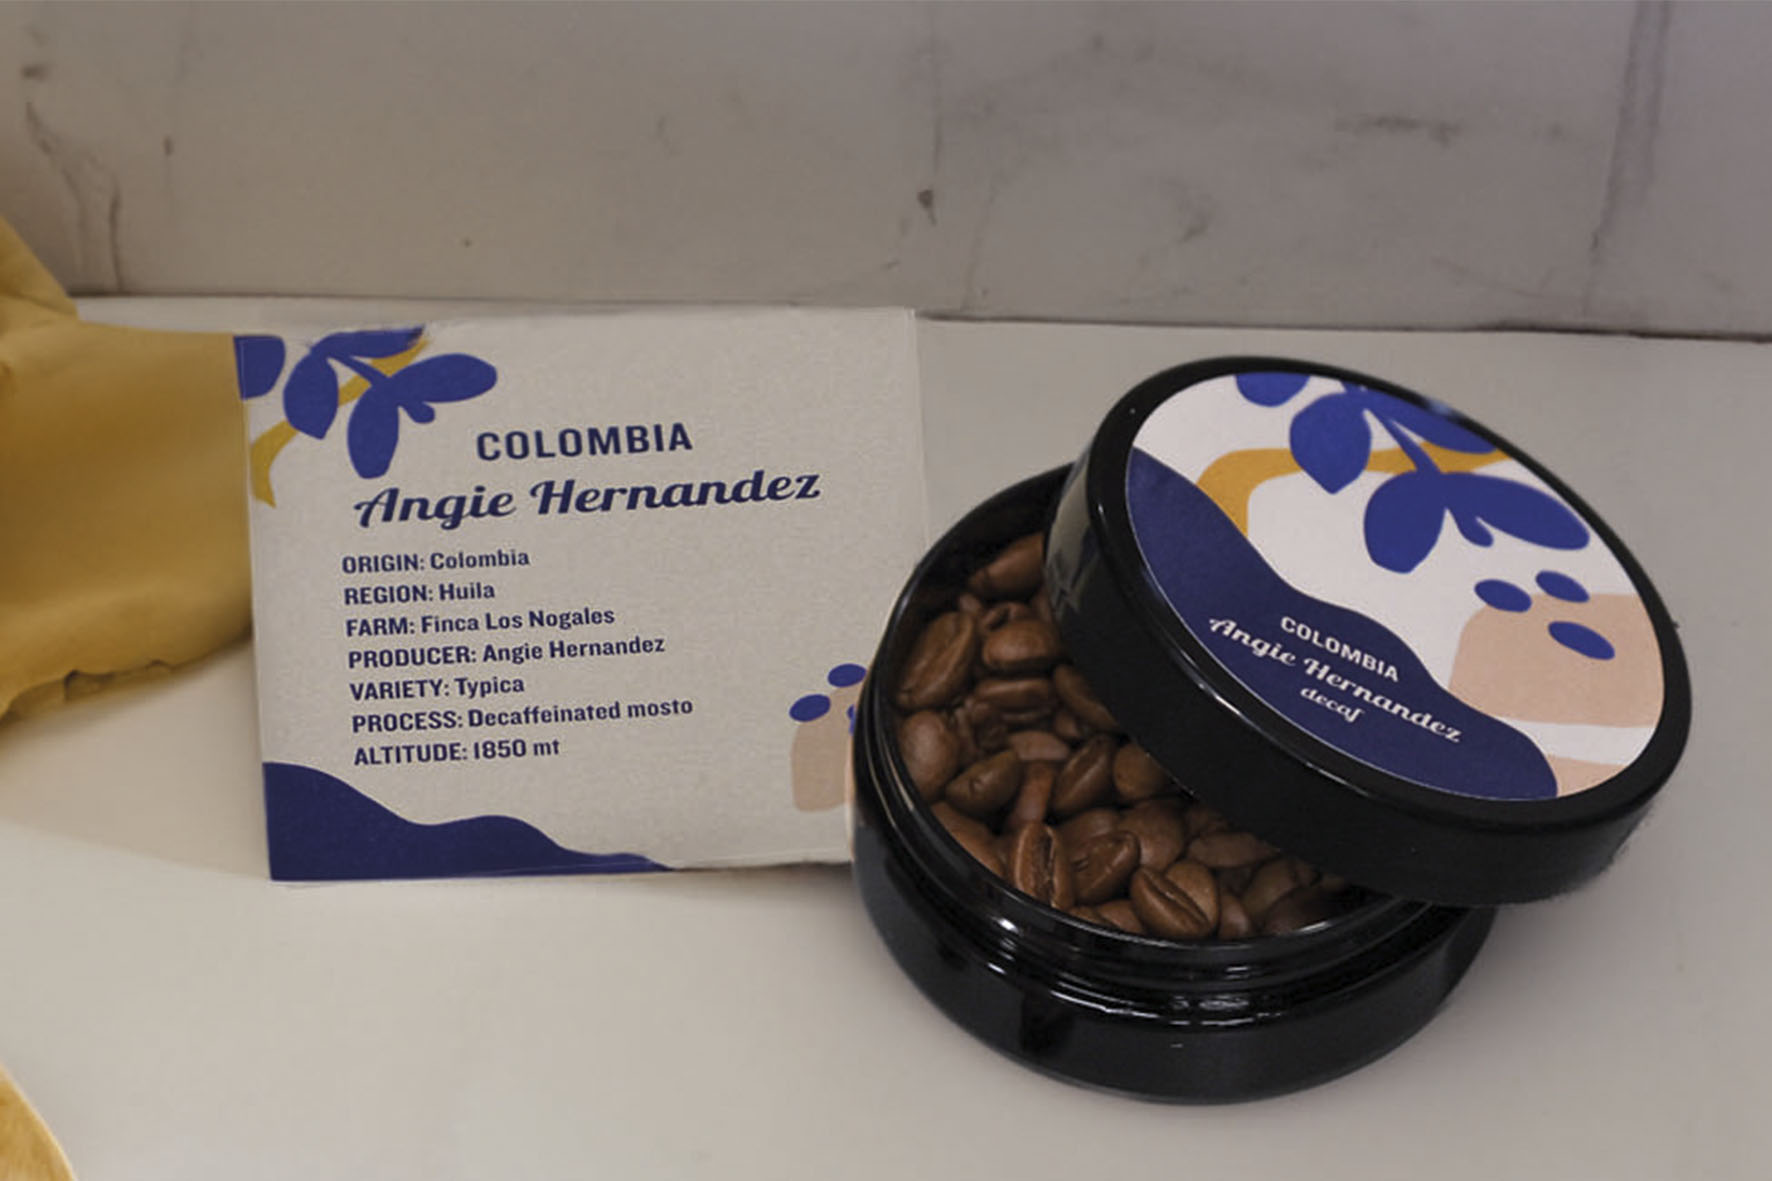 COLOMBIA
Angie Hernandez
ORIGIN: Colombia
REGION: Huila
FARM: Finca Los Nogales
PRODUCER: Angie Hernandez
VARIETY: Typica
PROCESS: Decaffeinated mosto
ALTITUDE: 1850 mt
COLOMBIA
Angie Hernandez
decaf